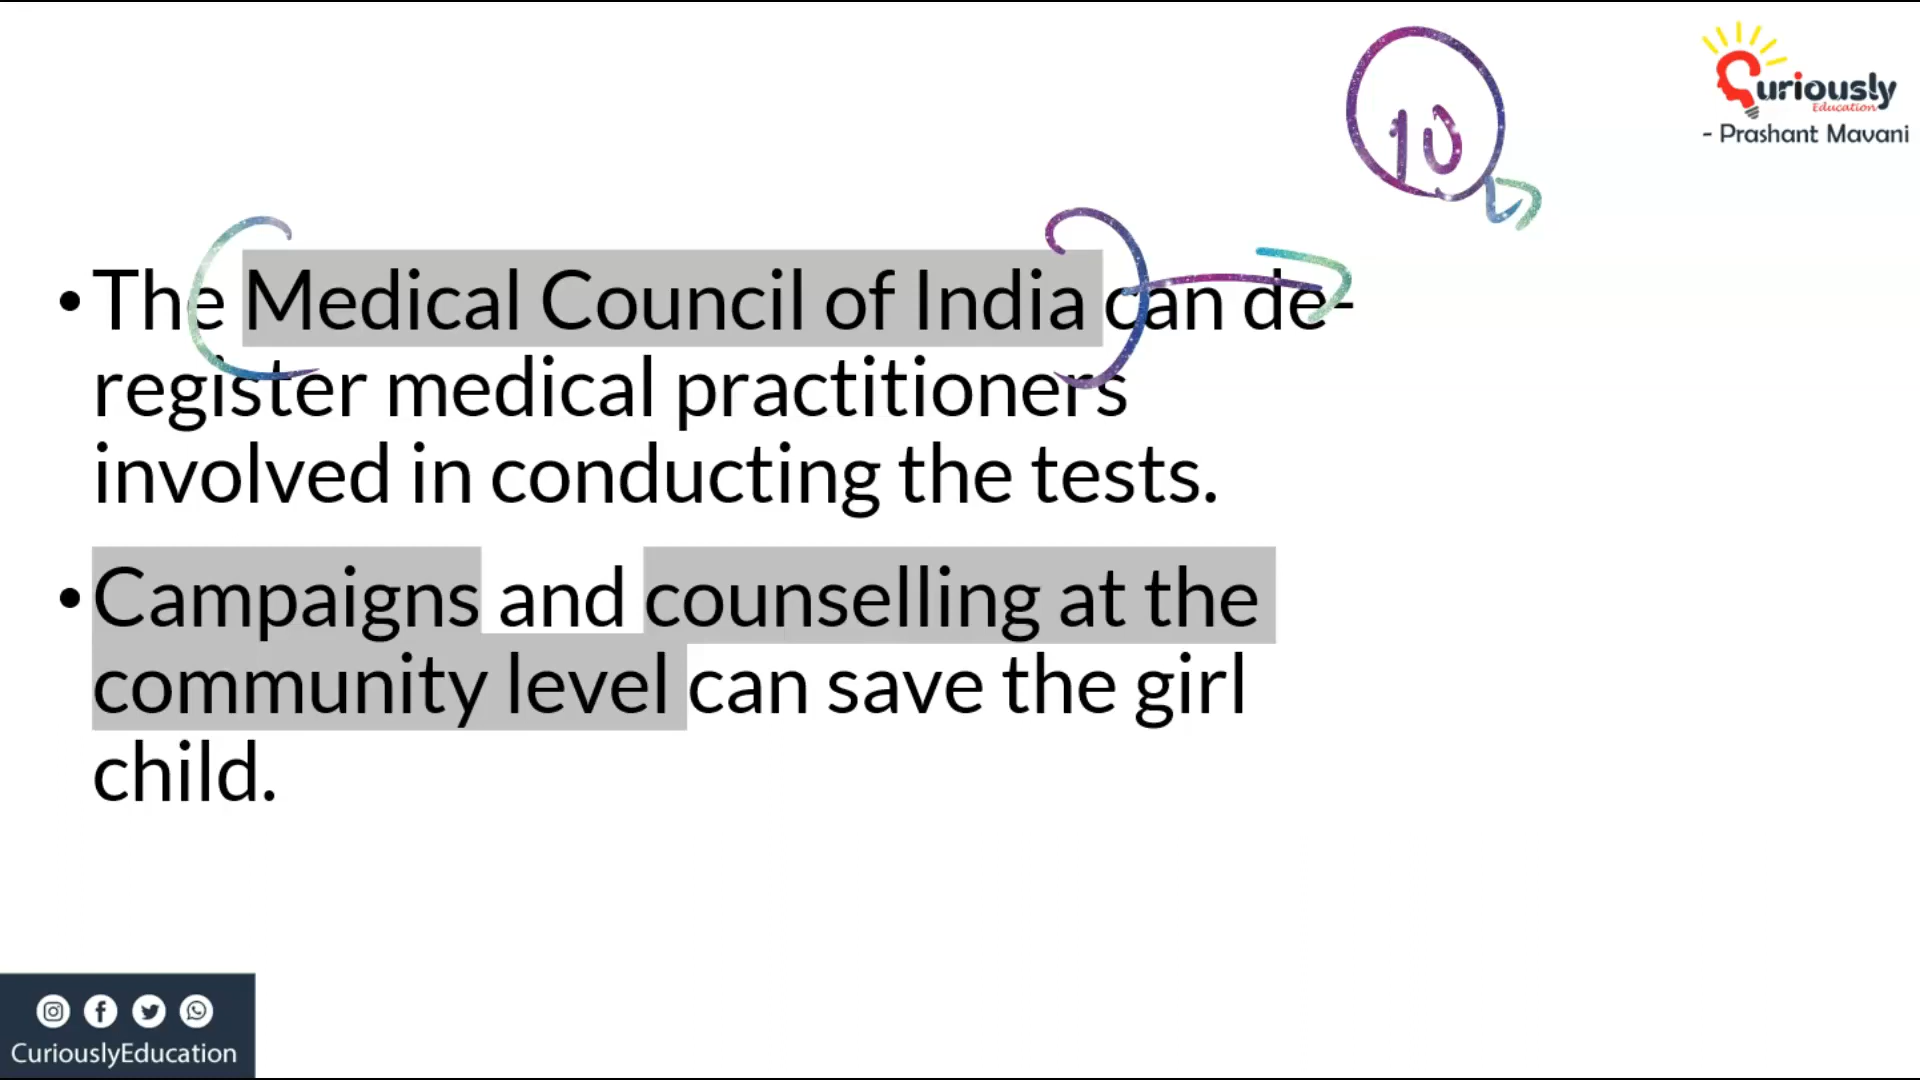 10
Curiously
Education
- Prashant Mavani
• The Medical Council of India can de-
register medical practitioners
involved in conducting the tests.
• Campaigns and counselling at the
community level can save the girl
child.
CuriouslyEducation